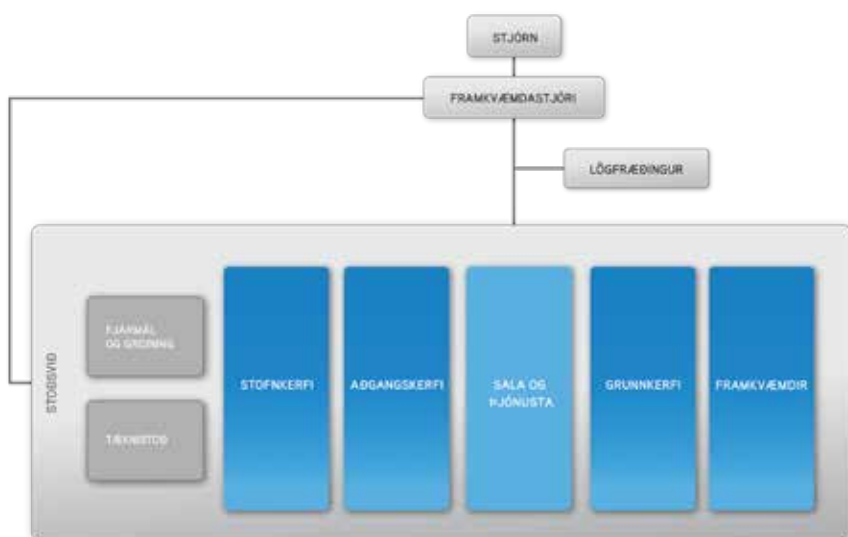 STJÓRN
FRAMKVÆMDASTJÓRI
LÖGFRÆÐINGUR
STOÐSVIÐ
FJÁRMÁL
OG GREINING
TÆKNISTOÐ
STOFNKERFI
AÐGANGSKERFI
SALA OG
ÞJÓNUSTA
GRUNNKERFI
FRAMKVÆMDIR